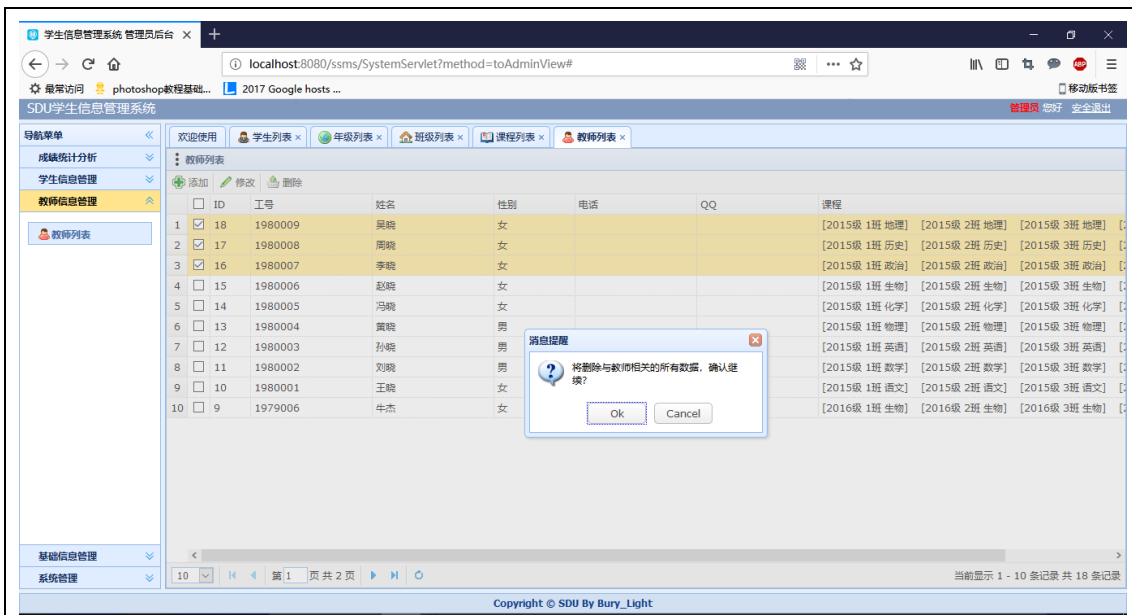 学生信息管理系统 管理员后台
localhost:8080/ssms/SystemServlet?method=toAdminView#
最常访问 photoshop教程基础... 2017 Google hosts ... 移动版书签
SDU学生信息管理系统 管理员 您好 安全退出
导航菜单 欢迎使用 学生列表 年级列表 班级列表 课程列表 教师列表
成绩统计分析 教师列表
学生信息管理 添加 修改 删除
教师信息管理 ID 工号 姓名 性别 电话 QQ 课程
教师列表
1 18 1980009 吴晓 女 [2015级 1班 地理] [2015级 2班 地理] [2015级 3班 地理]
2 17 1980008 周晓 女 [2015级 1班 历史] [2015级 2班 历史] [2015级 3班 历史]
3 16 1980007 李晓 女 [2015级 1班 政治] [2015级 2班 政治] [2015级 3班 政治]
4 15 1980006 赵晓 女 [2015级 1班 生物] [2015级 2班 生物] [2015级 3班 生物]
5 14 1980005 冯晓 女 [2015级 1班 化学] [2015级 2班 化学] [2015级 3班 化学]
6 13 1980004 黄晓 男 [2015级 1班 物理] [2015级 2班 物理] [2015级 3班 物理]
7 12 1980003 孙晓 男 [2015级 1班 英语] [2015级 2班 英语] [2015级 3班 英语]
8 11 1980002 刘晓 男 [2015级 1班 数学] [2015级 2班 数学] [2015级 3班 数学]
9 10 1980001 王晓 女 [2015级 1班 语文] [2015级 2班 语文] [2015级 3班 语文]
10 9 1979006 牛杰 女 [2016级 1班 生物] [2016级 2班 生物] [2016级 3班 生物]
消息提醒
将删除与教师相关的所有数据，确认继
续？
Ok Cancel
基础信息管理
系统管理 10 第 1 页 共 2 页 当前显示 1 - 10 条记录 共 18 条记录
Copyright © SDU By Bury_Light